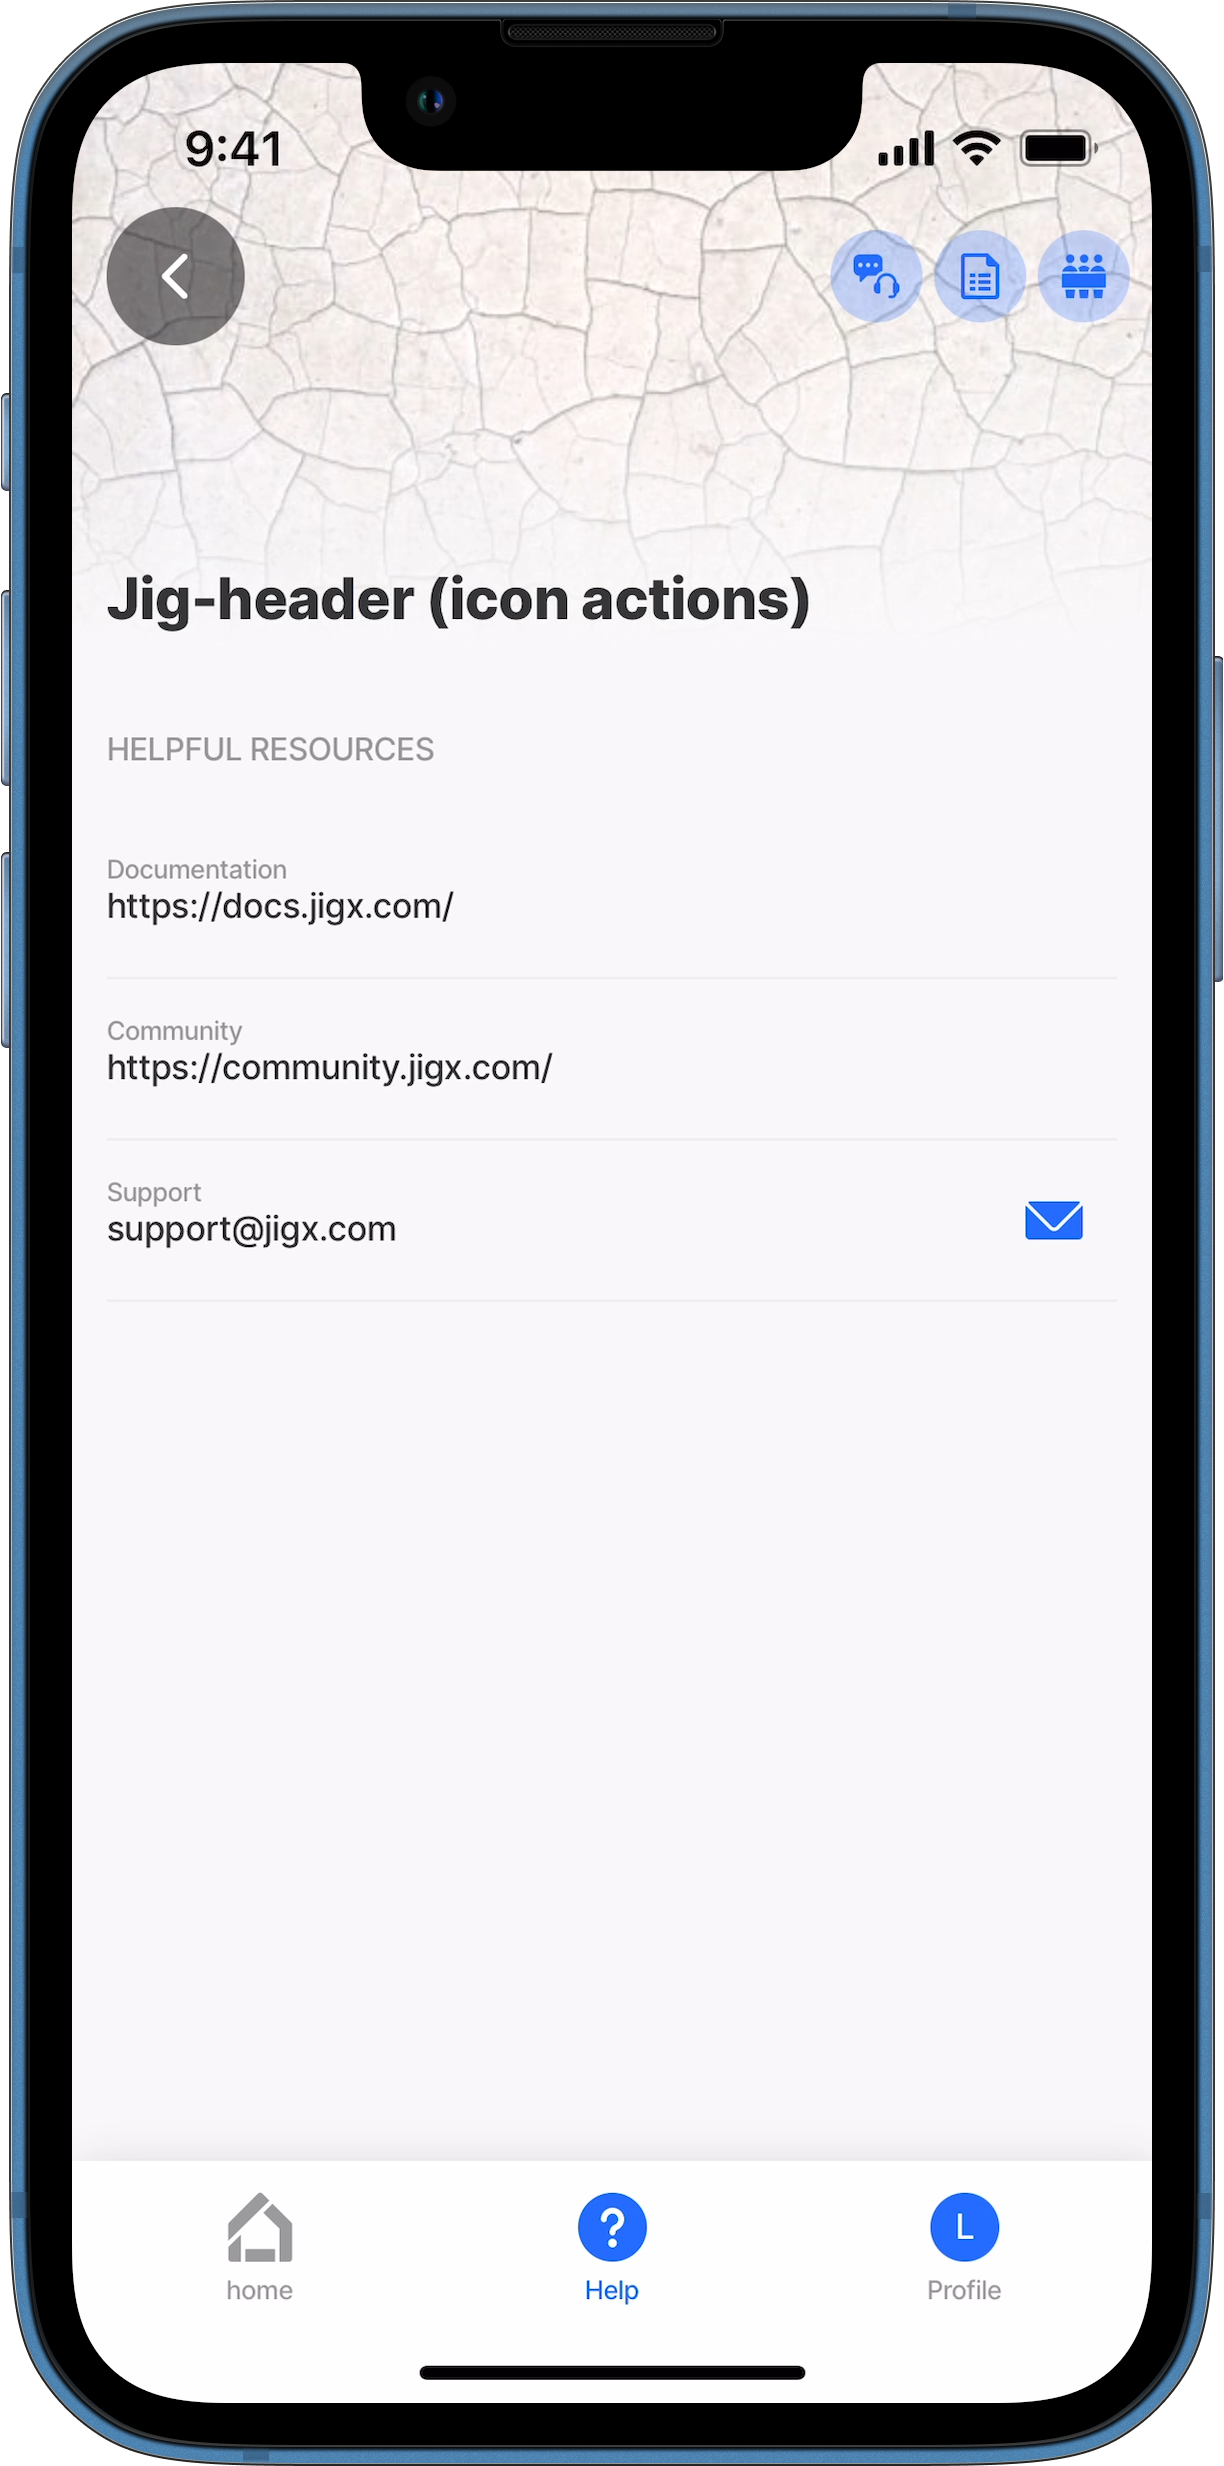 9:41
Jig-header (icon actions)
HELPFUL RESOURCES
Documentation
https://docs.jigx.com/
Community
https://community.jigx.com/
Support
support@jigx.com
?
L
home
Help
Profile